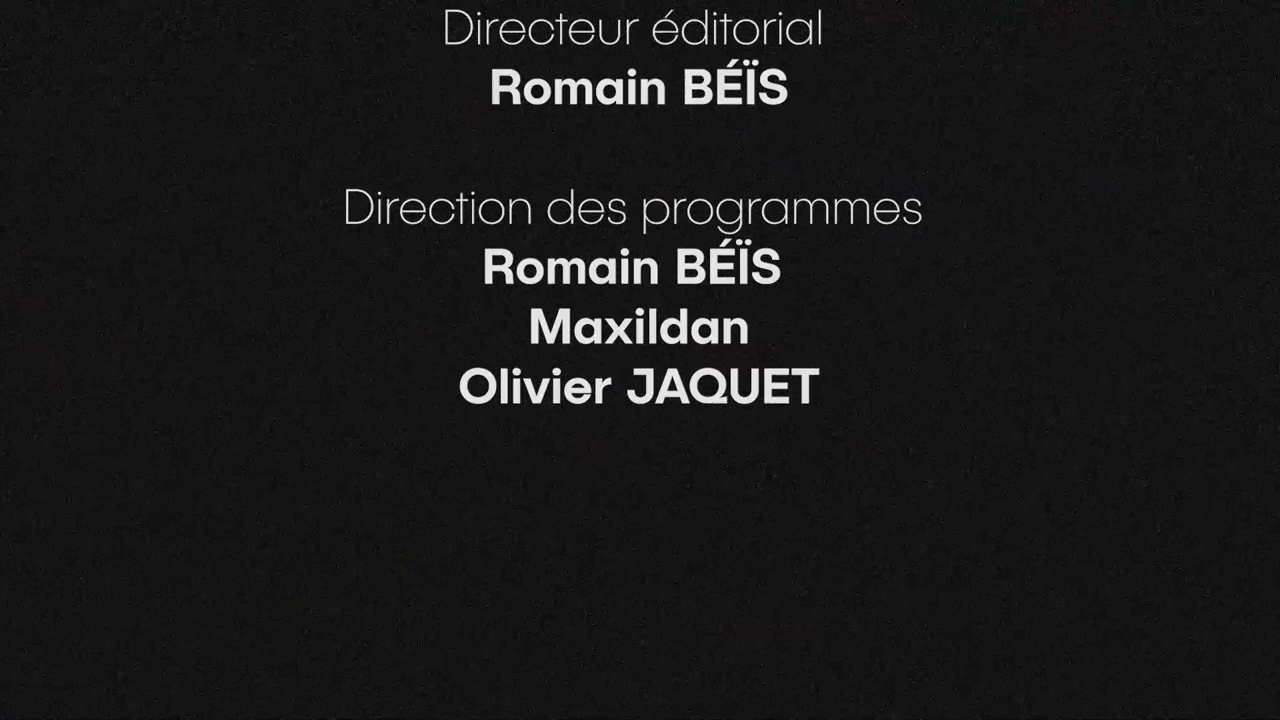 Directeur éditorial
Romain BÉÏS
Direction des programmes
Romain BÉÏS
Maxildan
Olivier JAQUET